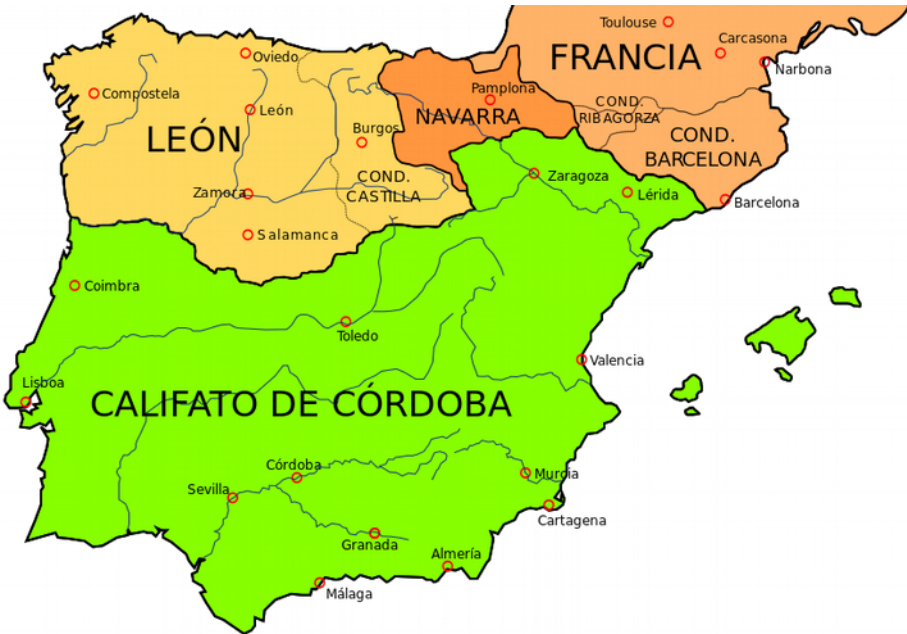 Toulouse
Carcasona
FRANCIA
Narbona
Oviedo
Compostela
Pamplona
León
COND.
RIBAGORZA
NAVARRA
LEÓN
Burgos
COND.
BARCELONA
COND.
CASTILLA
Zaragoza
Zamora
Lérida
Barcelona
Salamanca
Coimbra
Toledo
Valencia
Lisboa
CALIFATO DE CÓRDOBA
Córdoba
Murcia
Sevilla
Cartagena
Granada
Almería
Málaga